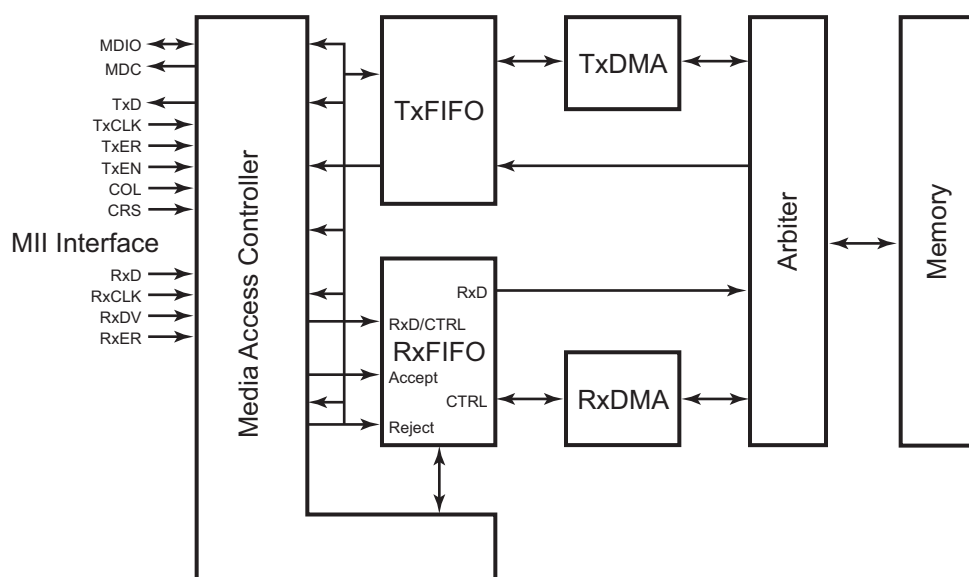 MDIO
MDC
TxD
TxCLK
TxER
TxEN
COL
CRS
MII Interface
RxD
RxCLK
RxDV
RxER
Media Access Controller
TxFIFO
TxDMA
RxD
RxD/CTRL
RxFIFO
Accept
CTRL
Reject
RxDMA
Arbiter
Memory